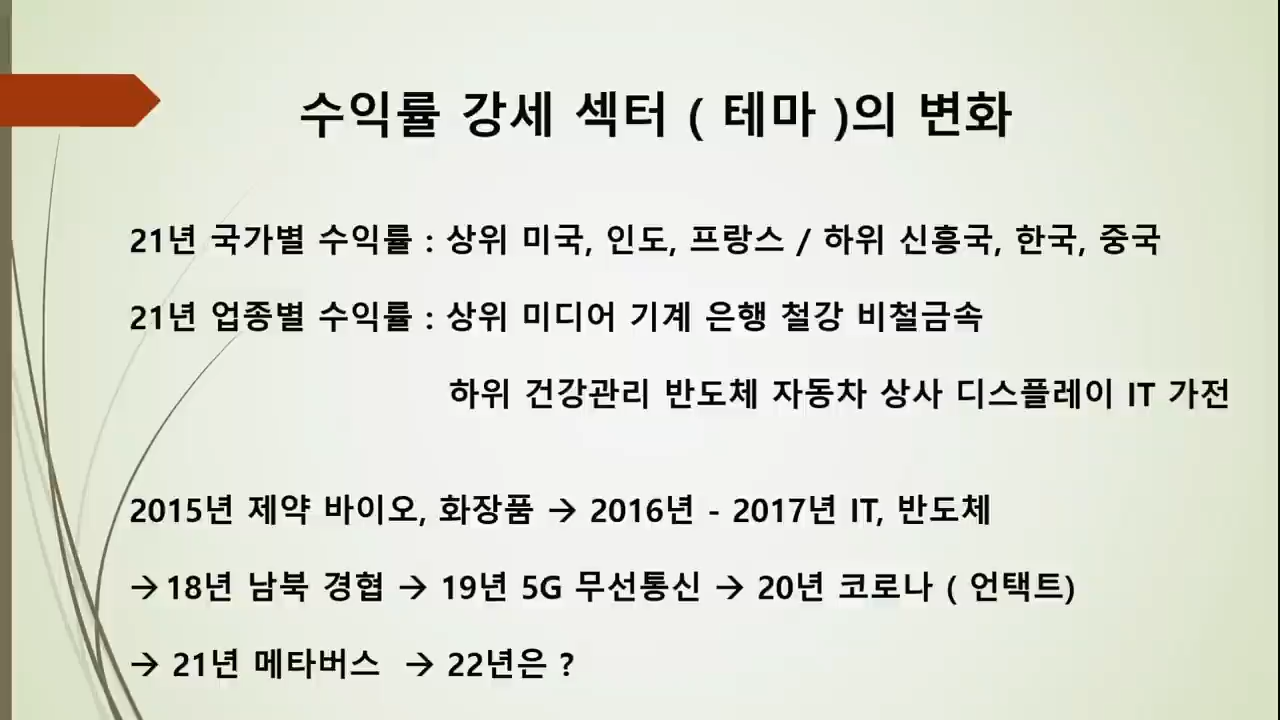 수익률 강세 섹터 ( 테마 )의 변화
21년 국가별 수익률 : 상위 미국, 인도, 프랑스 / 하위 신흥국, 한국, 중국
21년 업종별 수익률 : 상위 미디어 기계 은행 철강 비철금속
하위 건강관리 반도체 자동차 상사 디스플레이 IT 가전
2015년 제약 바이오, 화장품 → 2016년 - 2017년 IT, 반도체
→ 18년 남북 경협 → 19년 5G 무선통신 → 20년 코로나 ( 언택트)
→ 21년 메타버스 → 22년은 ?